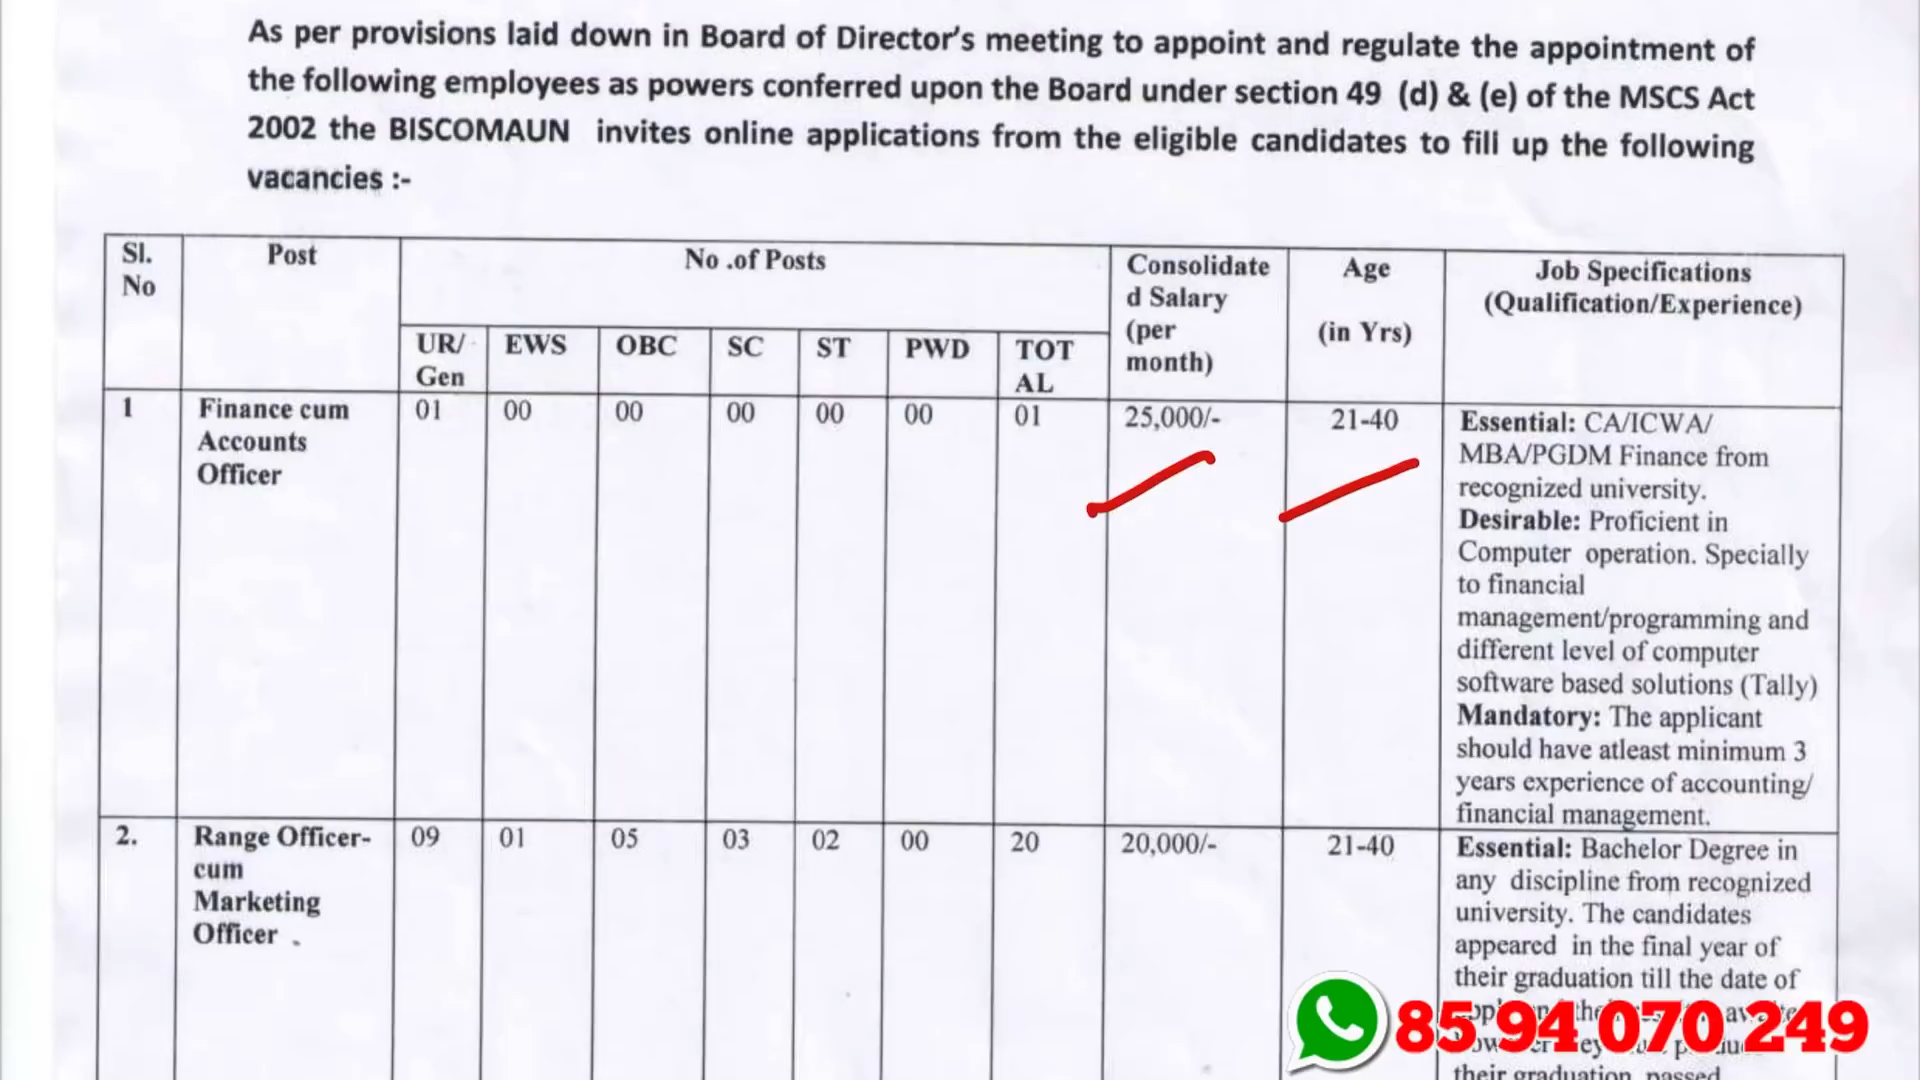 As per provisions laid down in Board of Director's meeting to appoint and regulate the appointment of
the following employees as powers conferred upon the Board under section 49 (d) & (e) of the MSCS Act
2002 the BISCOMAUN invites online applications from the eligible candidates to fill up the following
vacancies :-
Sl.
No
Post
No .of Posts
UR/
Gen
EWS
OBC
SC
ST
PWD
TOT
AL
Consolidate
d Salary
(per
month)
Age
(in Yrs)
Job Specifications
(Qualification/Experience)
1
Finance cum
Accounts
Officer
01
00
00
00
00
00
01
25,000/-
21-40
Essential: CA/ICWA/
MBA/PGDM Finance from
recognized university.
Desirable: Proficient in
Computer operation. Specially
to financial
management/programming and
different level of computer
software based solutions (Tally)
Mandatory: The applicant
should have atleast minimum 3
years experience of accounting/
financial management.
2.
Range Officer-
cum
Marketing
Officer .
09
01
05
03
02
00
20
20,000/-
21-40
Essential: Bachelor Degree in
any discipline from recognized
university. The candidates
appeared in the final year of
their graduation till the date of
their graduation passed
85 94 070 249